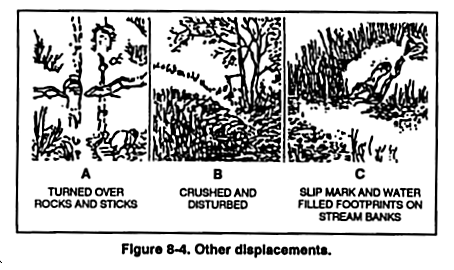 A
B
C
TURNED OVER
ROCKS AND STICKS
CRUSHED AND
DISTURBED
SLIP MARK AND WATER
FILLED FOOTPRINTS ON
STREAM BANKS
Figure 8-4. Other displacements.